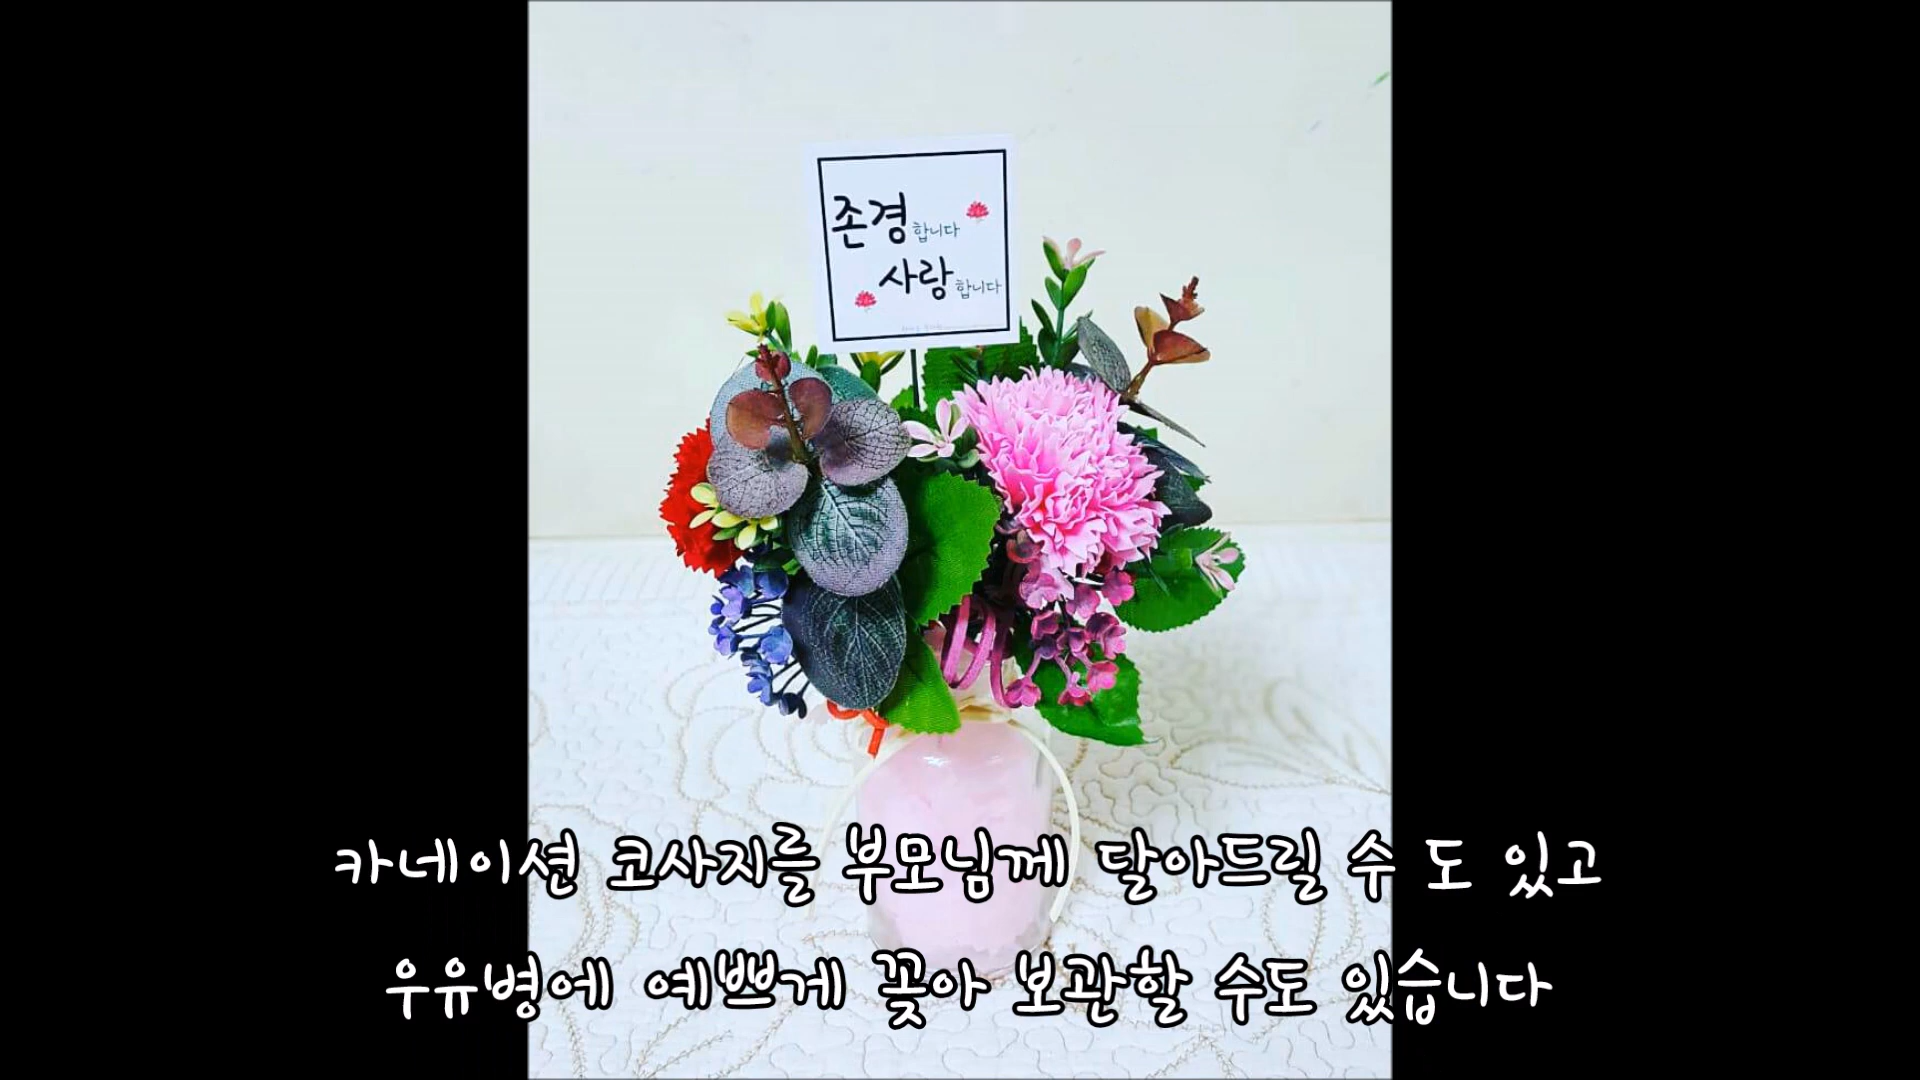 존경합니다
사랑합니다
카네이션 코사지를 부모님께 달아드릴 수 도 있고
우유병에 예쁘게 꽂아 보관할 수도 있습니다